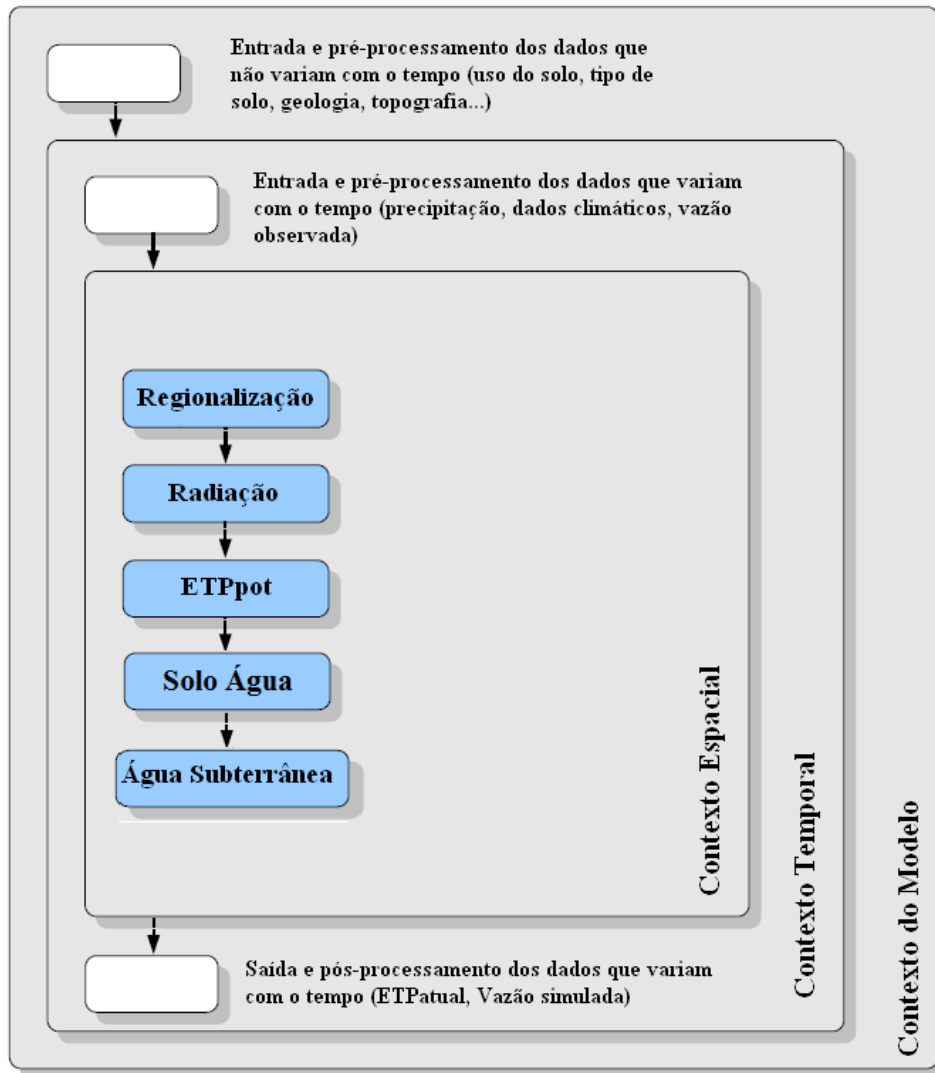 Entrada e pré-processamento dos dados que
não variam com o tempo (uso do solo, tipo de
solo, geologia, topografia...)
Entrada e pré-processamento dos dados que variam
com o tempo (precipitação, dados climáticos, vazão
observada)
Regionalização
Radiação
ETPpot
Solo Água
Água Subterrânea
Contexto Espacial
Contexto Temporal
Contexto do Modelo
Saída e pós-processamento dos dados que variam
com o tempo (ETPatual, Vazão simulada)